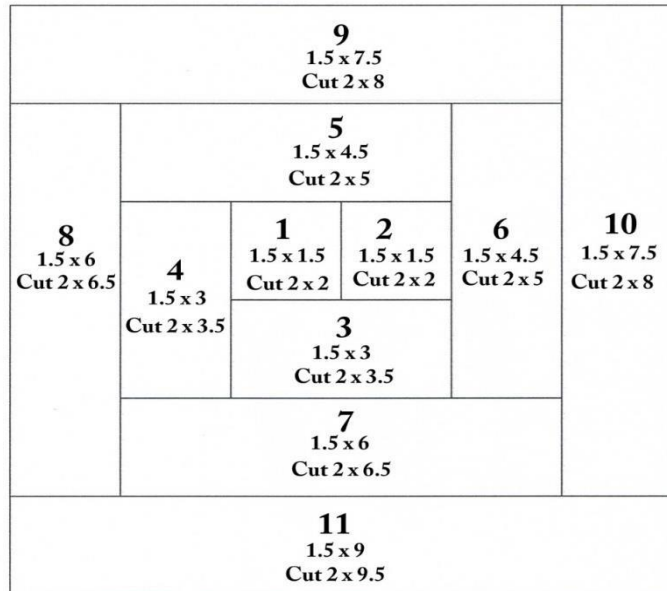 9
1.5 x 7.5
Cut 2 x 8
5
1.5 x 4.5
Cut 2 x 5
8
1.5 x 6
Cut 2 x 6.5
4
1.5 x 3
Cut 2 x 3.5
1
1.5 x 1.5
Cut 2 x 2
2
1.5 x 1.5
Cut 2 x 2
6
1.5 x 4.5
Cut 2 x 5
10
1.5 x 7.5
Cut 2 x 8
3
1.5 x 3
Cut 2 x 3.5
7
1.5 x 6
Cut 2 x 6.5
11
1.5 x 9
Cut 2 x 9.5